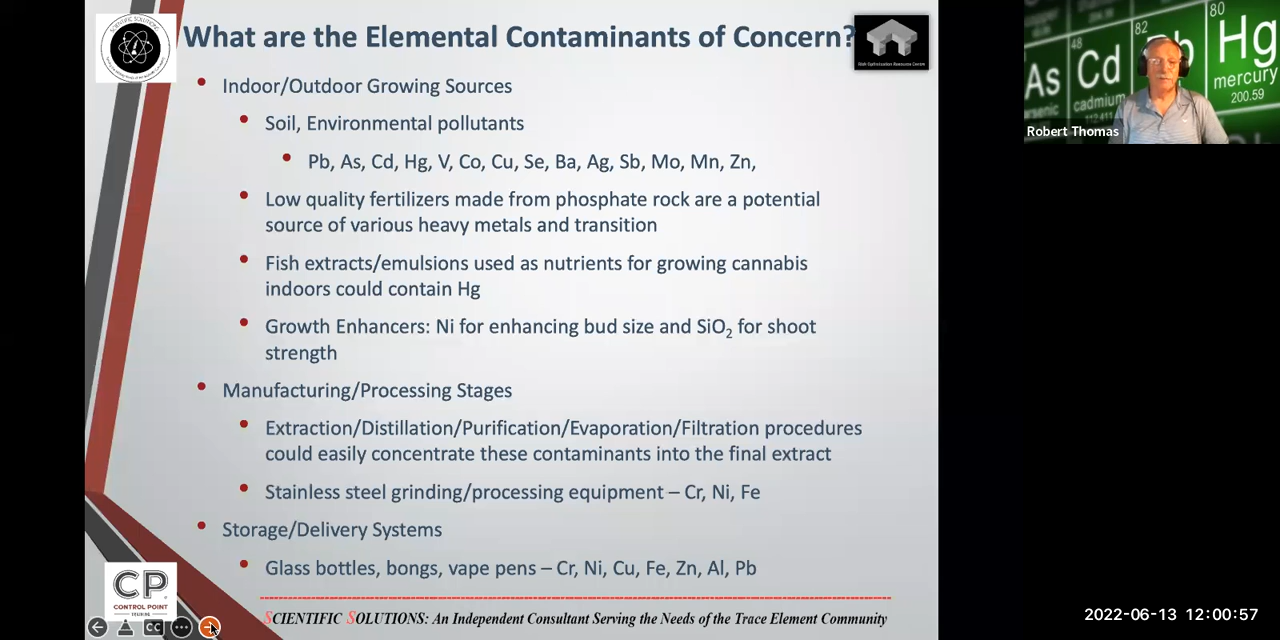 What are the Elemental Contaminants of Concern?
Indoor/Outdoor Growing Sources
Soil, Environmental pollutants
Pb, As, Cd, Hg, V, Co, Cu, Se, Ba, Ag, Sb, Mo, Mn, Zn,
Low quality fertilizers made from phosphate rock are a potential
source of various heavy metals and transition
Fish extracts/emulsions used as nutrients for growing cannabis
indoors could contain Hg
Growth Enhancers: Ni for enhancing bud size and SiO₂ for shoot
strength
Manufacturing/Processing Stages
Extraction/Distillation/Purification/Evaporation/Filtration procedures
could easily concentrate these contaminants into the final extract
Stainless steel grinding/processing equipment – Cr, Ni, Fe
Storage/Delivery Systems
Glass bottles, bongs, vape pens – Cr, Ni, Cu, Fe, Zn, Al, Pb
SCIENTIFIC SOLUTIONS: An Independent Consultant Serving the Needs of the Trace Element Community
SCIENTIFIC SOLUTIONS
CP
CONTROL POINT
CC
48
82
80
As
Cd
Hg
cadmium
mercury
200.59
Robert Thomas
2022-06-13 12:00:57